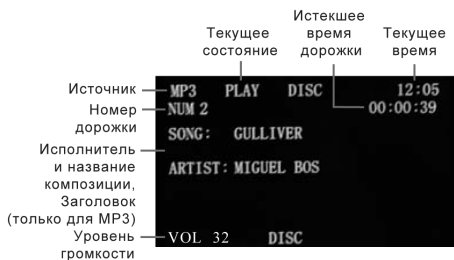 Истекшее
Текущее время Текущее
состояние дорожки время
Источник MP3 PLAY DISC 12:05
Номер NUM 2 00:00:39
дорожки
SONG: GULLIVER
Исполнитель
и название ARTIST: MIGUEL BOS
композиции,
Заголовок
(только для MP3)
Уровень VOL 32 DISC
громкости